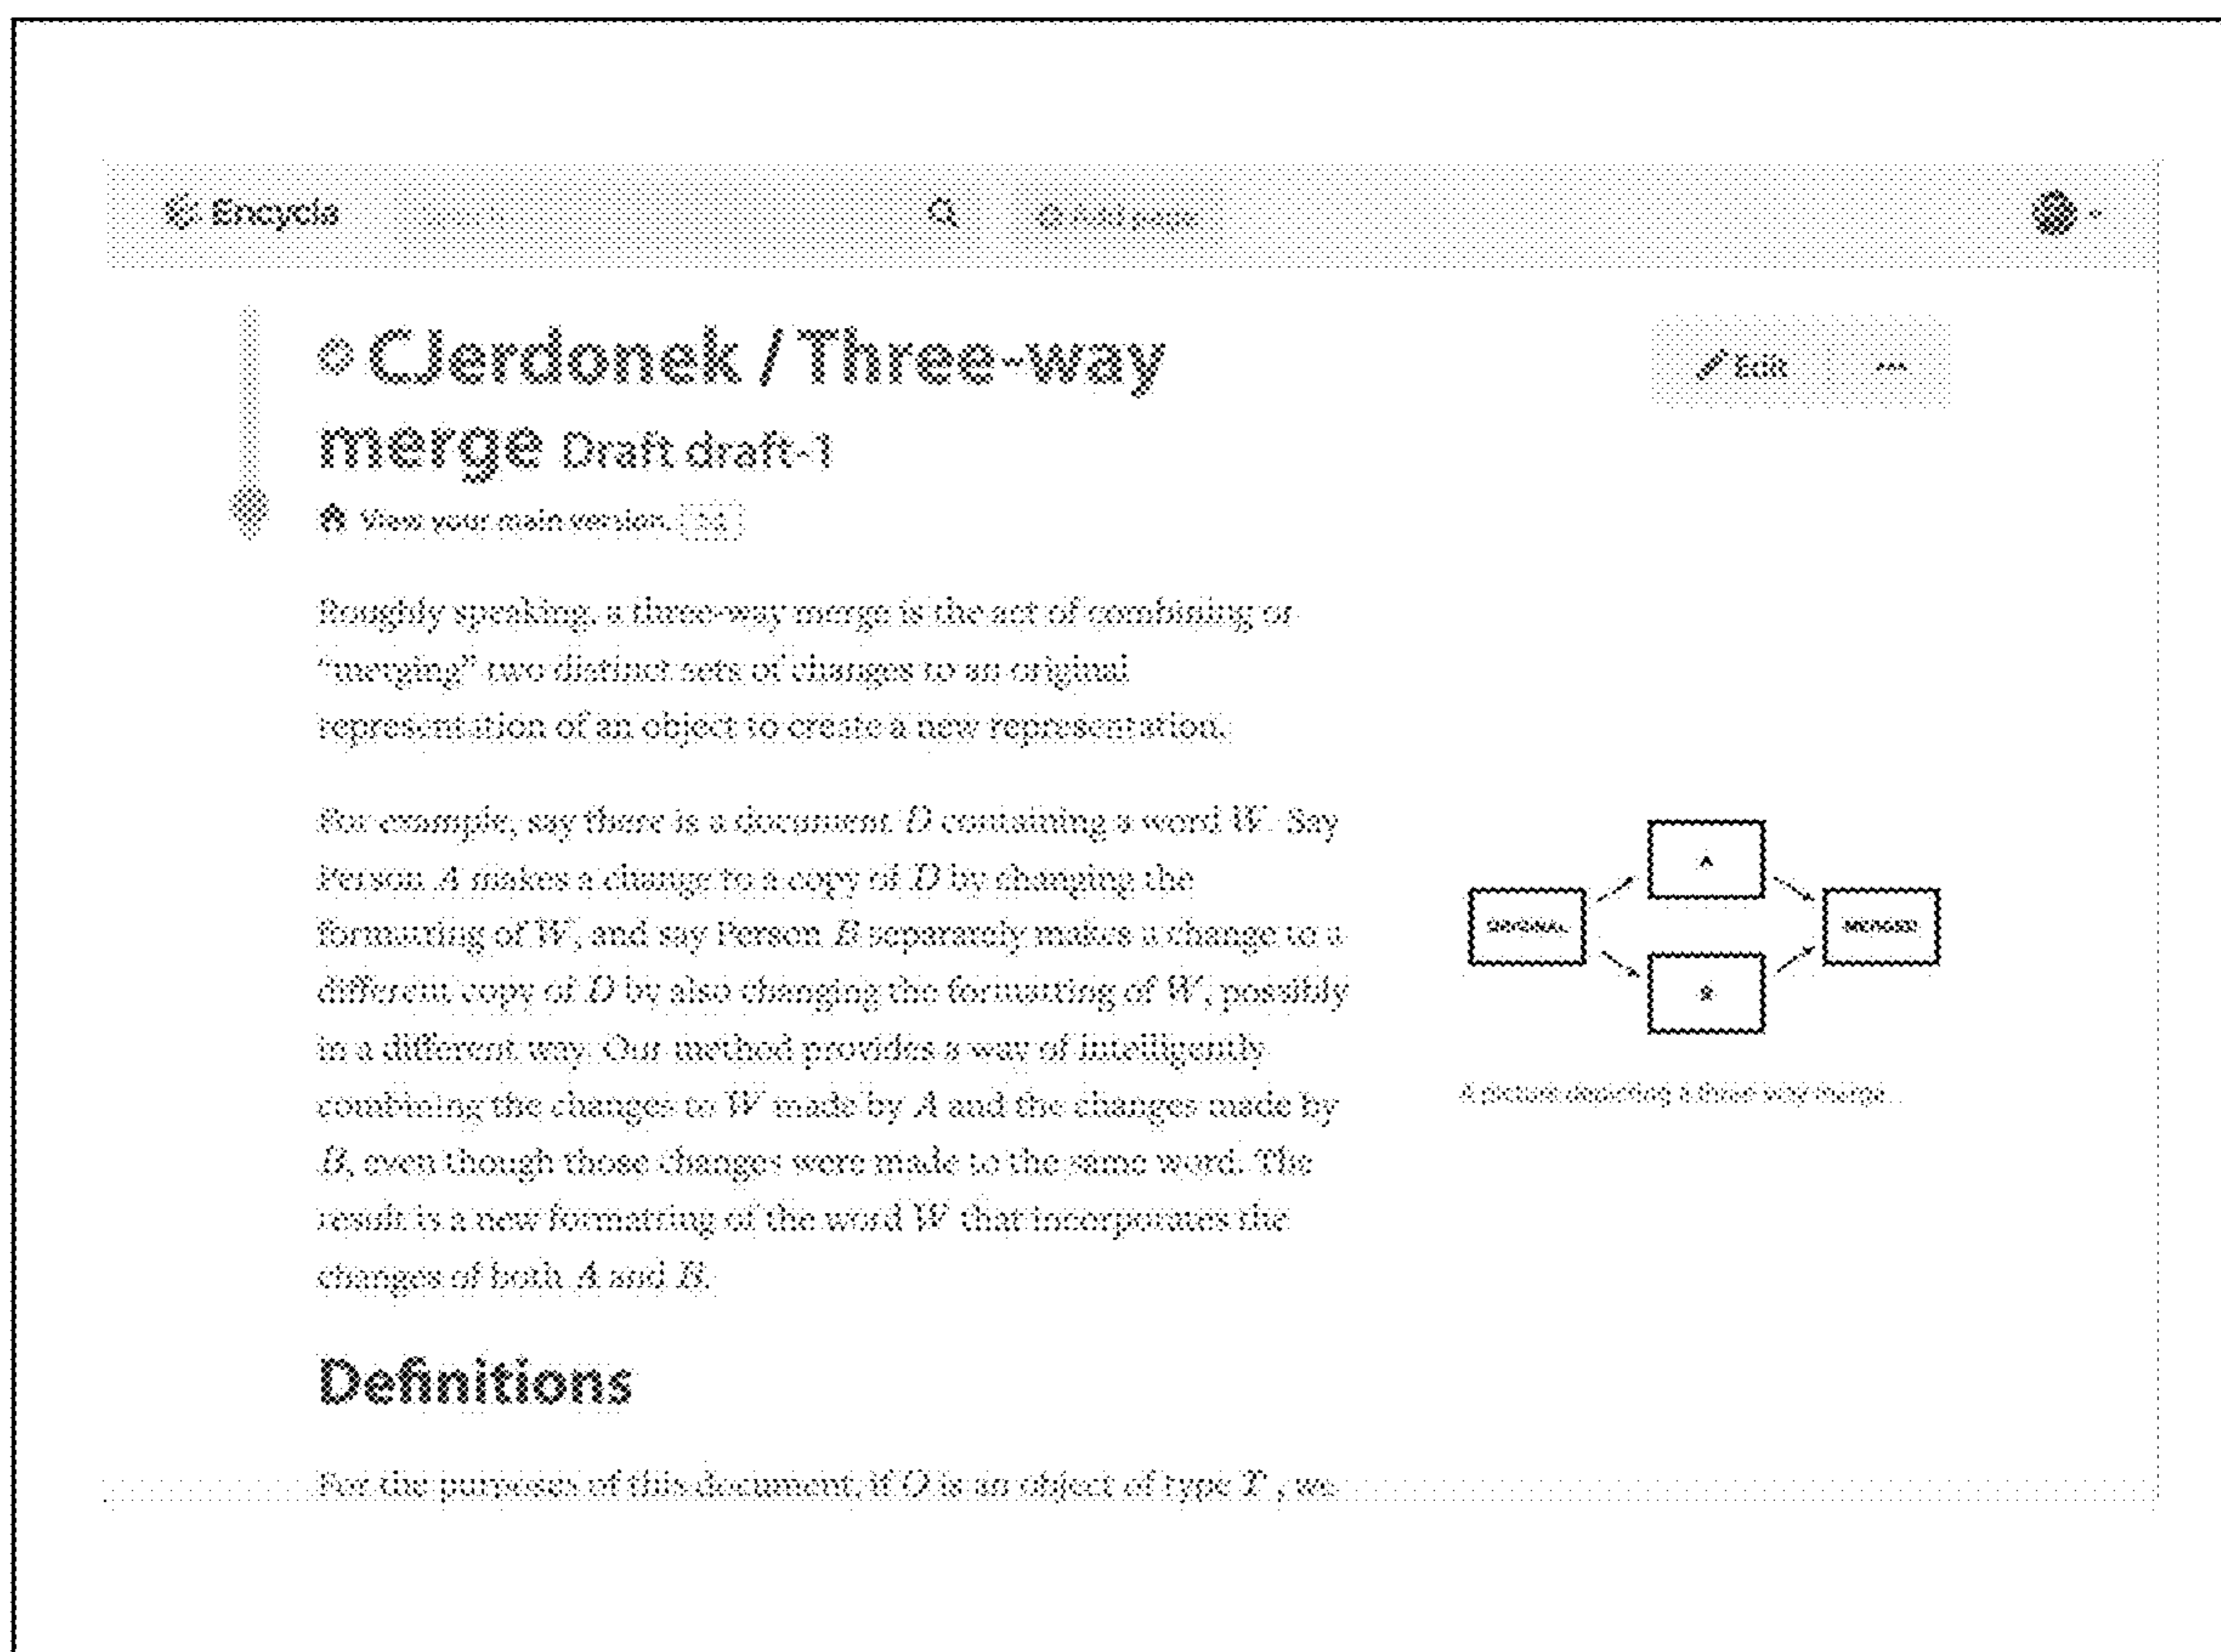 Encycla
Add page
CJerdonek / Three-way
merge Draft draft-1
Edit
View your main version.
Roughly speaking, a three-way merge is the act of combining or
“merging” two distinct sets of changes to an original
representation of an object to create a new representation.
For example, say there is a document D containing a word W. Say
Person A makes a change to a copy of D by changing the
formatting of W, and say Person B separately makes a change to a
different copy of D by also changing the formatting of W, possibly
in a different way. Our method provides a way of intelligently
combining the changes to W made by A and the changes made by
B, even though those changes were made to the same word. The
result is a new formatting of the word W that incorporates the
changes of both A and B.
A
ORIGINAL
MERGED
B
A picture depicting a three-way merge.
Definitions
For the purposes of this document, if O is an object of type T, we